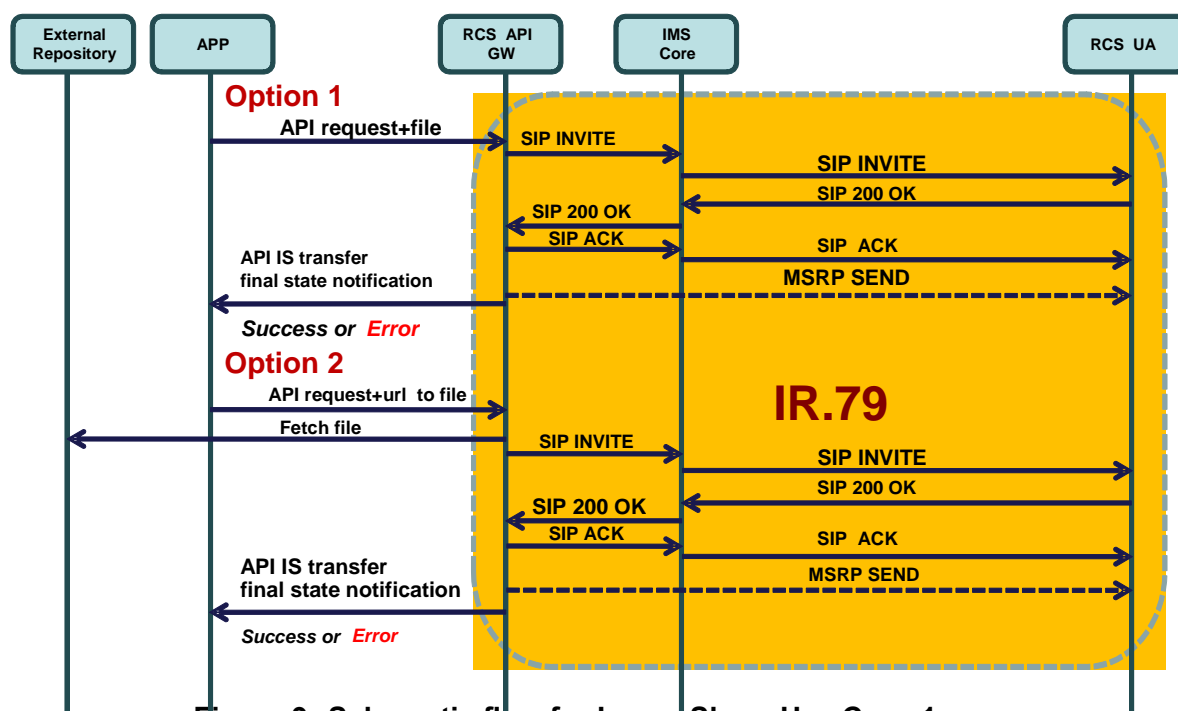 External
Repository
APP
RCS API
GW
IMS
Core
RCS UA
Option 1
API request+file
SIP INVITE
SIP INVITE
SIP 200 OK
SIP 200 OK
SIP ACK
SIP ACK
API IS transfer
final state notification
MSRP SEND
Success or Error
Option 2
API request+url to file
IR.79
Fetch file
SIP INVITE
SIP INVITE
SIP 200 OK
SIP 200 OK
SIP ACK
SIP ACK
API IS transfer
final state notification
MSRP SEND
Success or Error